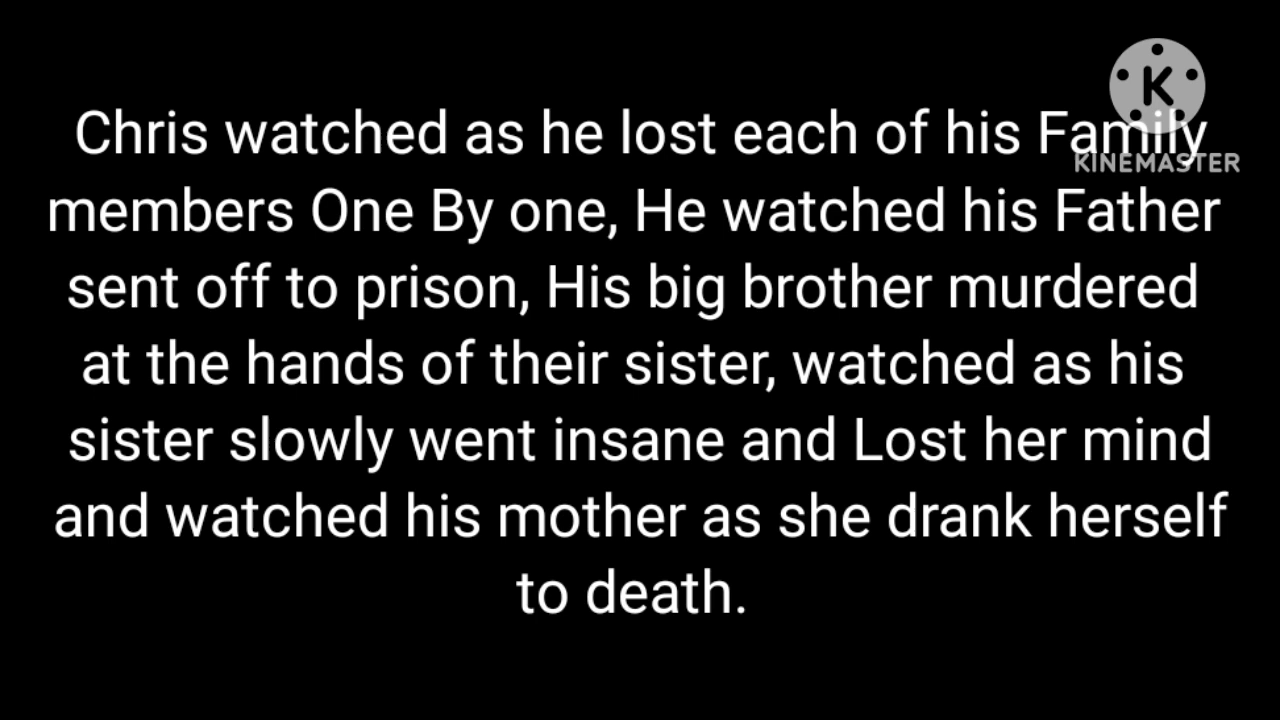 Chris watched as he lost each of his Family
KINEMASTER
members One By one, He watched his Father
sent off to prison, His big brother murdered
at the hands of their sister, watched as his
sister slowly went insane and Lost her mind
and watched his mother as she drank herself
to death.